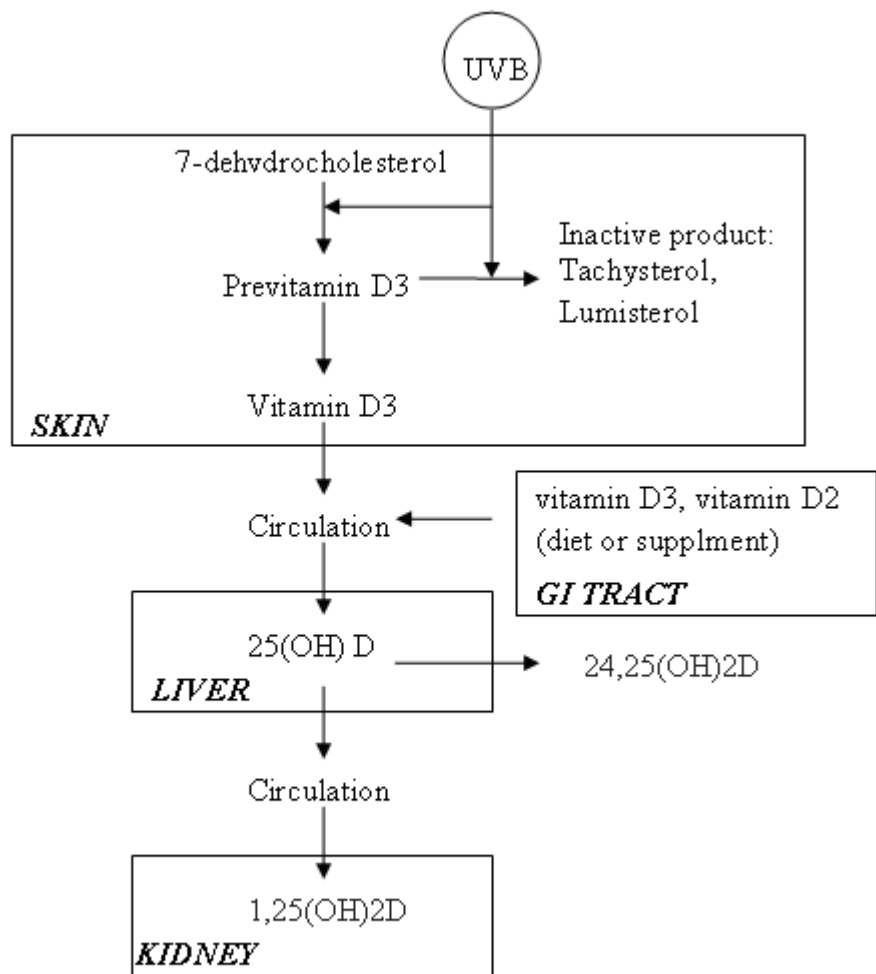 UVB
7-dehvdrocholesterol
Inactive product:
Tachysterol,
Lumisterol
Previtamin D3
Vitamin D3
SKIN
vitamin D3, vitamin D2
(diet or supplment)
GI TRACT
Circulation
25(OH) D
LIVER
24,25(OH)2D
Circulation
1,25(OH)2D
KIDNEY